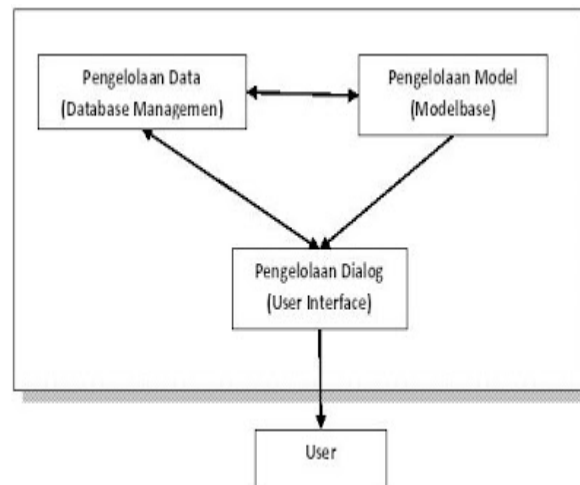 Pengelolaan Data
(Database Managemen)
Pengelolaan Model
(Modelbase)
Pengelolaan Dialog
(User Interface)
User